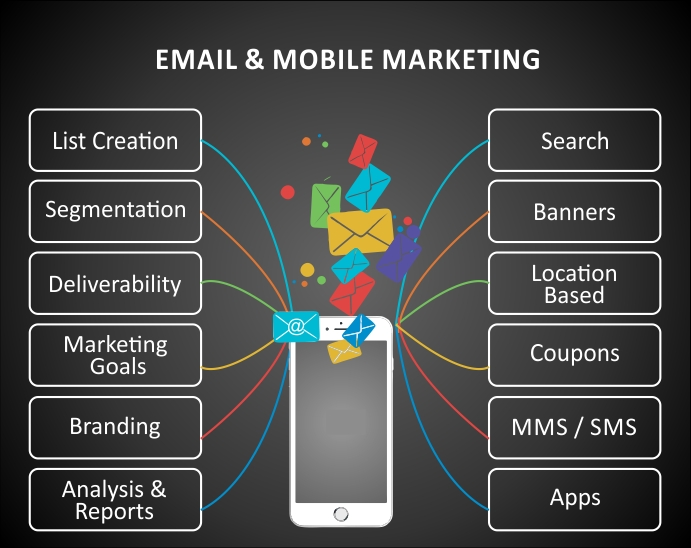 EMAIL & MOBILE MARKETING
List Creation
Segmentation
Deliverability
Marketing
Goals
Branding
Analysis &
Reports
@
Search
Banners
Location
Based
Coupons
MMS / SMS
Apps